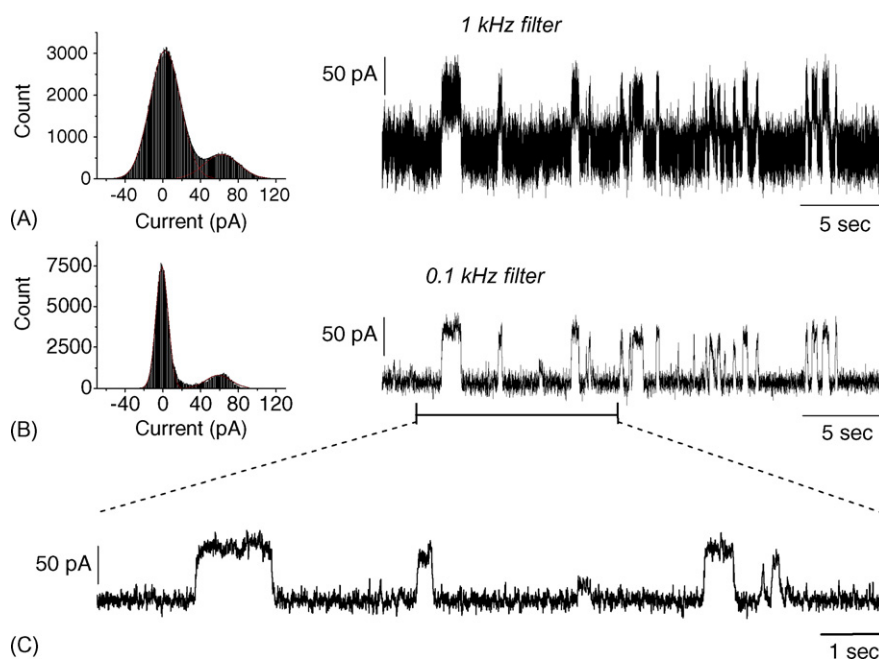 1 kHz filter
3000
2000
1000
0
Count
-40 0 40 80 120
Current (pA)
50 pA
5 sec
(A)
0.1 kHz filter
7500
5000
2500
0
Count
-40 0 40 80 120
Current (pA)
50 pA
5 sec
(B)
50 pA
1 sec
(C)